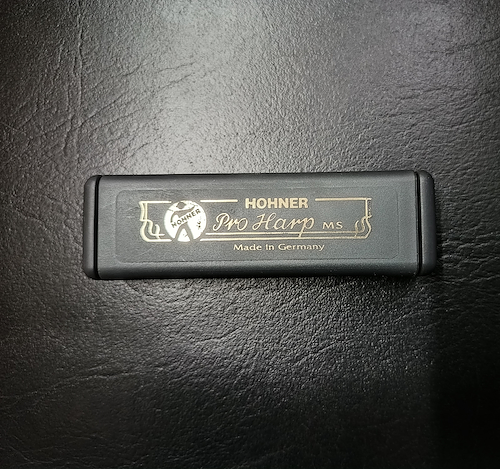 HOHNER
HOHNER
Pro Harp MS
Made in Germany